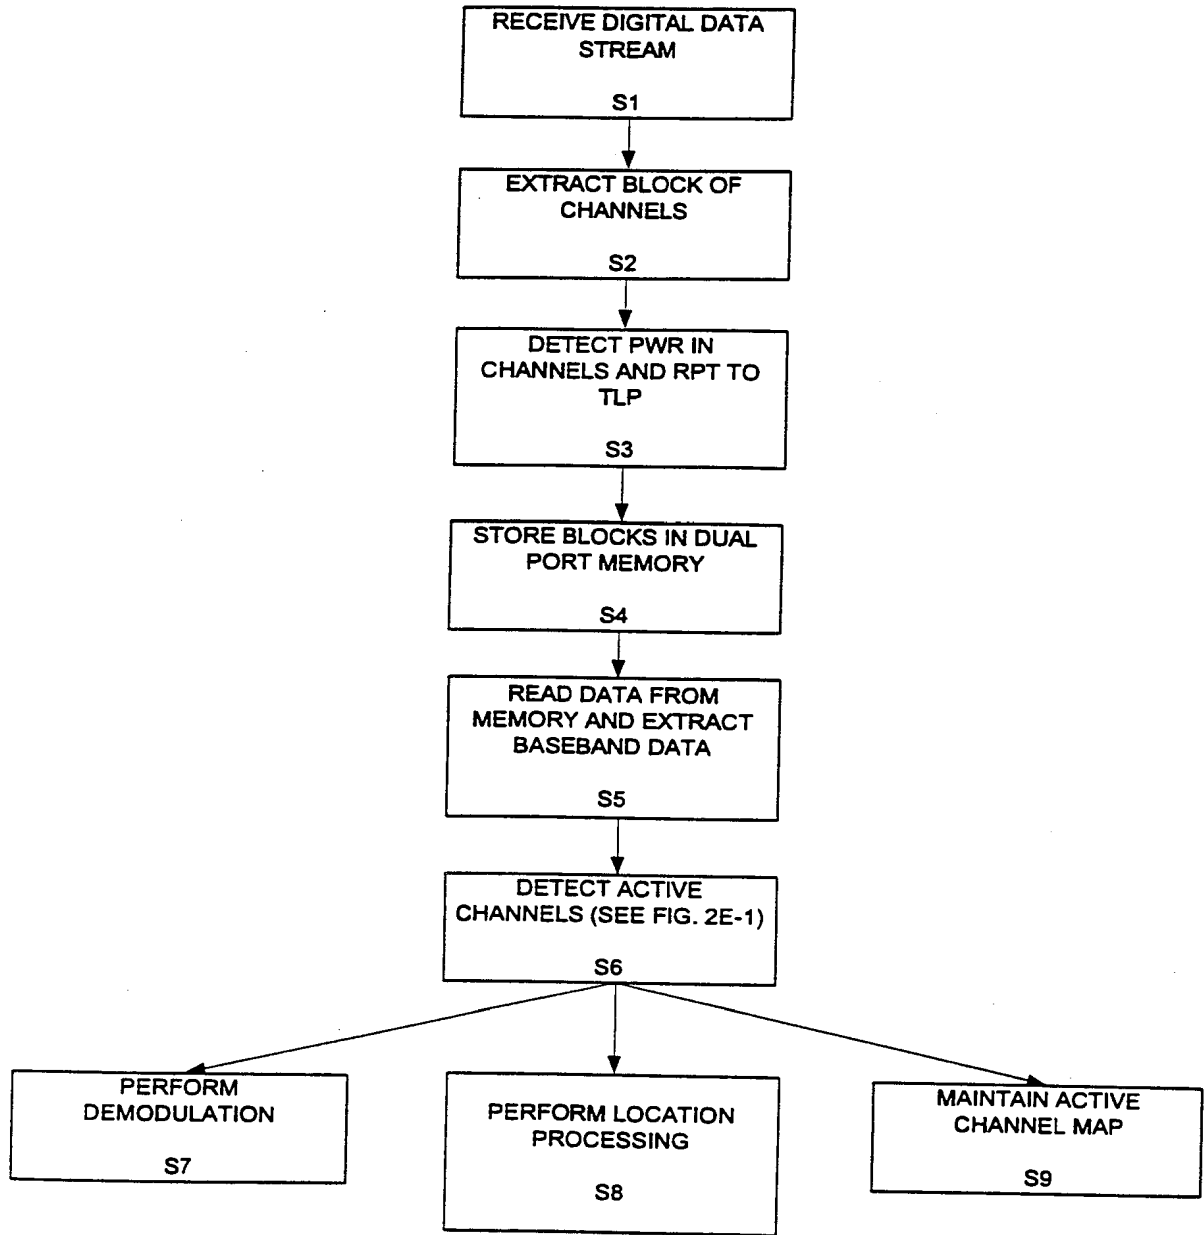 RECEIVE DIGITAL DATA
STREAM
S1
EXTRACT BLOCK OF
CHANNELS
S2
DETECT PWR IN
CHANNELS AND RPT TO
TLP
S3
STORE BLOCKS IN DUAL
PORT MEMORY
S4
READ DATA FROM
MEMORY AND EXTRACT
BASEBAND DATA
S5
DETECT ACTIVE
CHANNELS (SEE FIG. 2E-1)
S6
PERFORM
DEMODULATION
S7
PERFORM LOCATION
PROCESSING
S8
MAINTAIN ACTIVE
CHANNEL MAP
S9